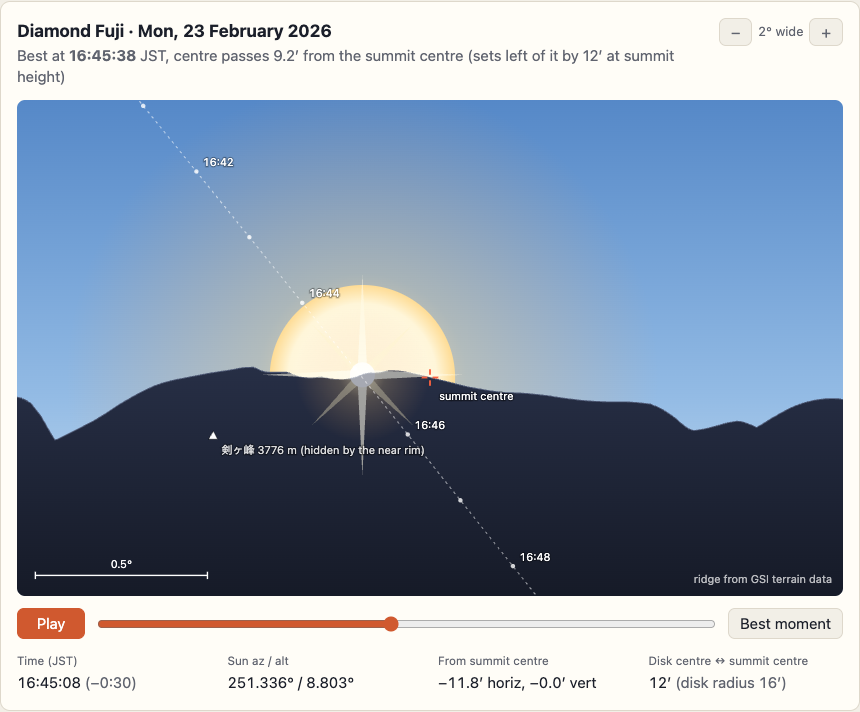 Diamond Fuji · Mon, 23 February 2026
− 2° wide +
Best at 16:45:38 JST, centre passes 9.2′ from the summit centre (sets left of it by 12′ at summit
height)
16:42
16:44
summit centre
16:46
剣ヶ峰 3776 m (hidden by the near rim)
16:48
0.5°
ridge from GSI terrain data
Play
Best moment
Time (JST)
Sun az / alt
From summit centre
Disk centre ↔ summit centre
16:45:08 (−0:30)
251.336° / 8.803°
−11.8′ horiz, −0.0′ vert
12′ (disk radius 16′)